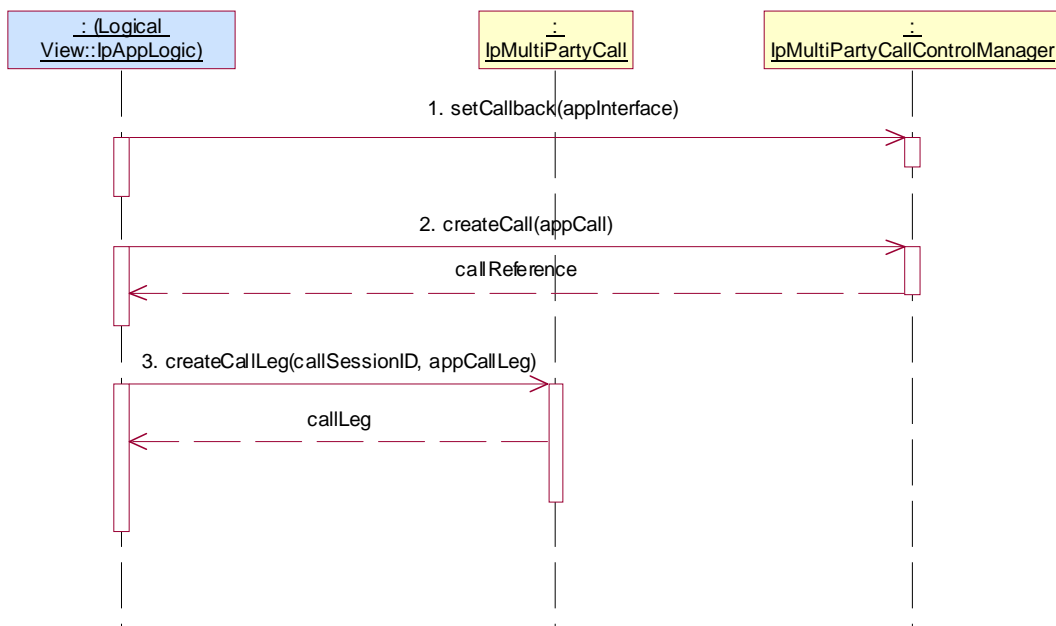 : (Logical
View::IpAppLogic)
:
IpMultiPartyCall
:
IpMultiPartyCallControlManager
1. setCallback(appInterface)
2. createCall(appCall)
callReference
3. createCallLeg(callSessionID, appCallLeg)
callLeg